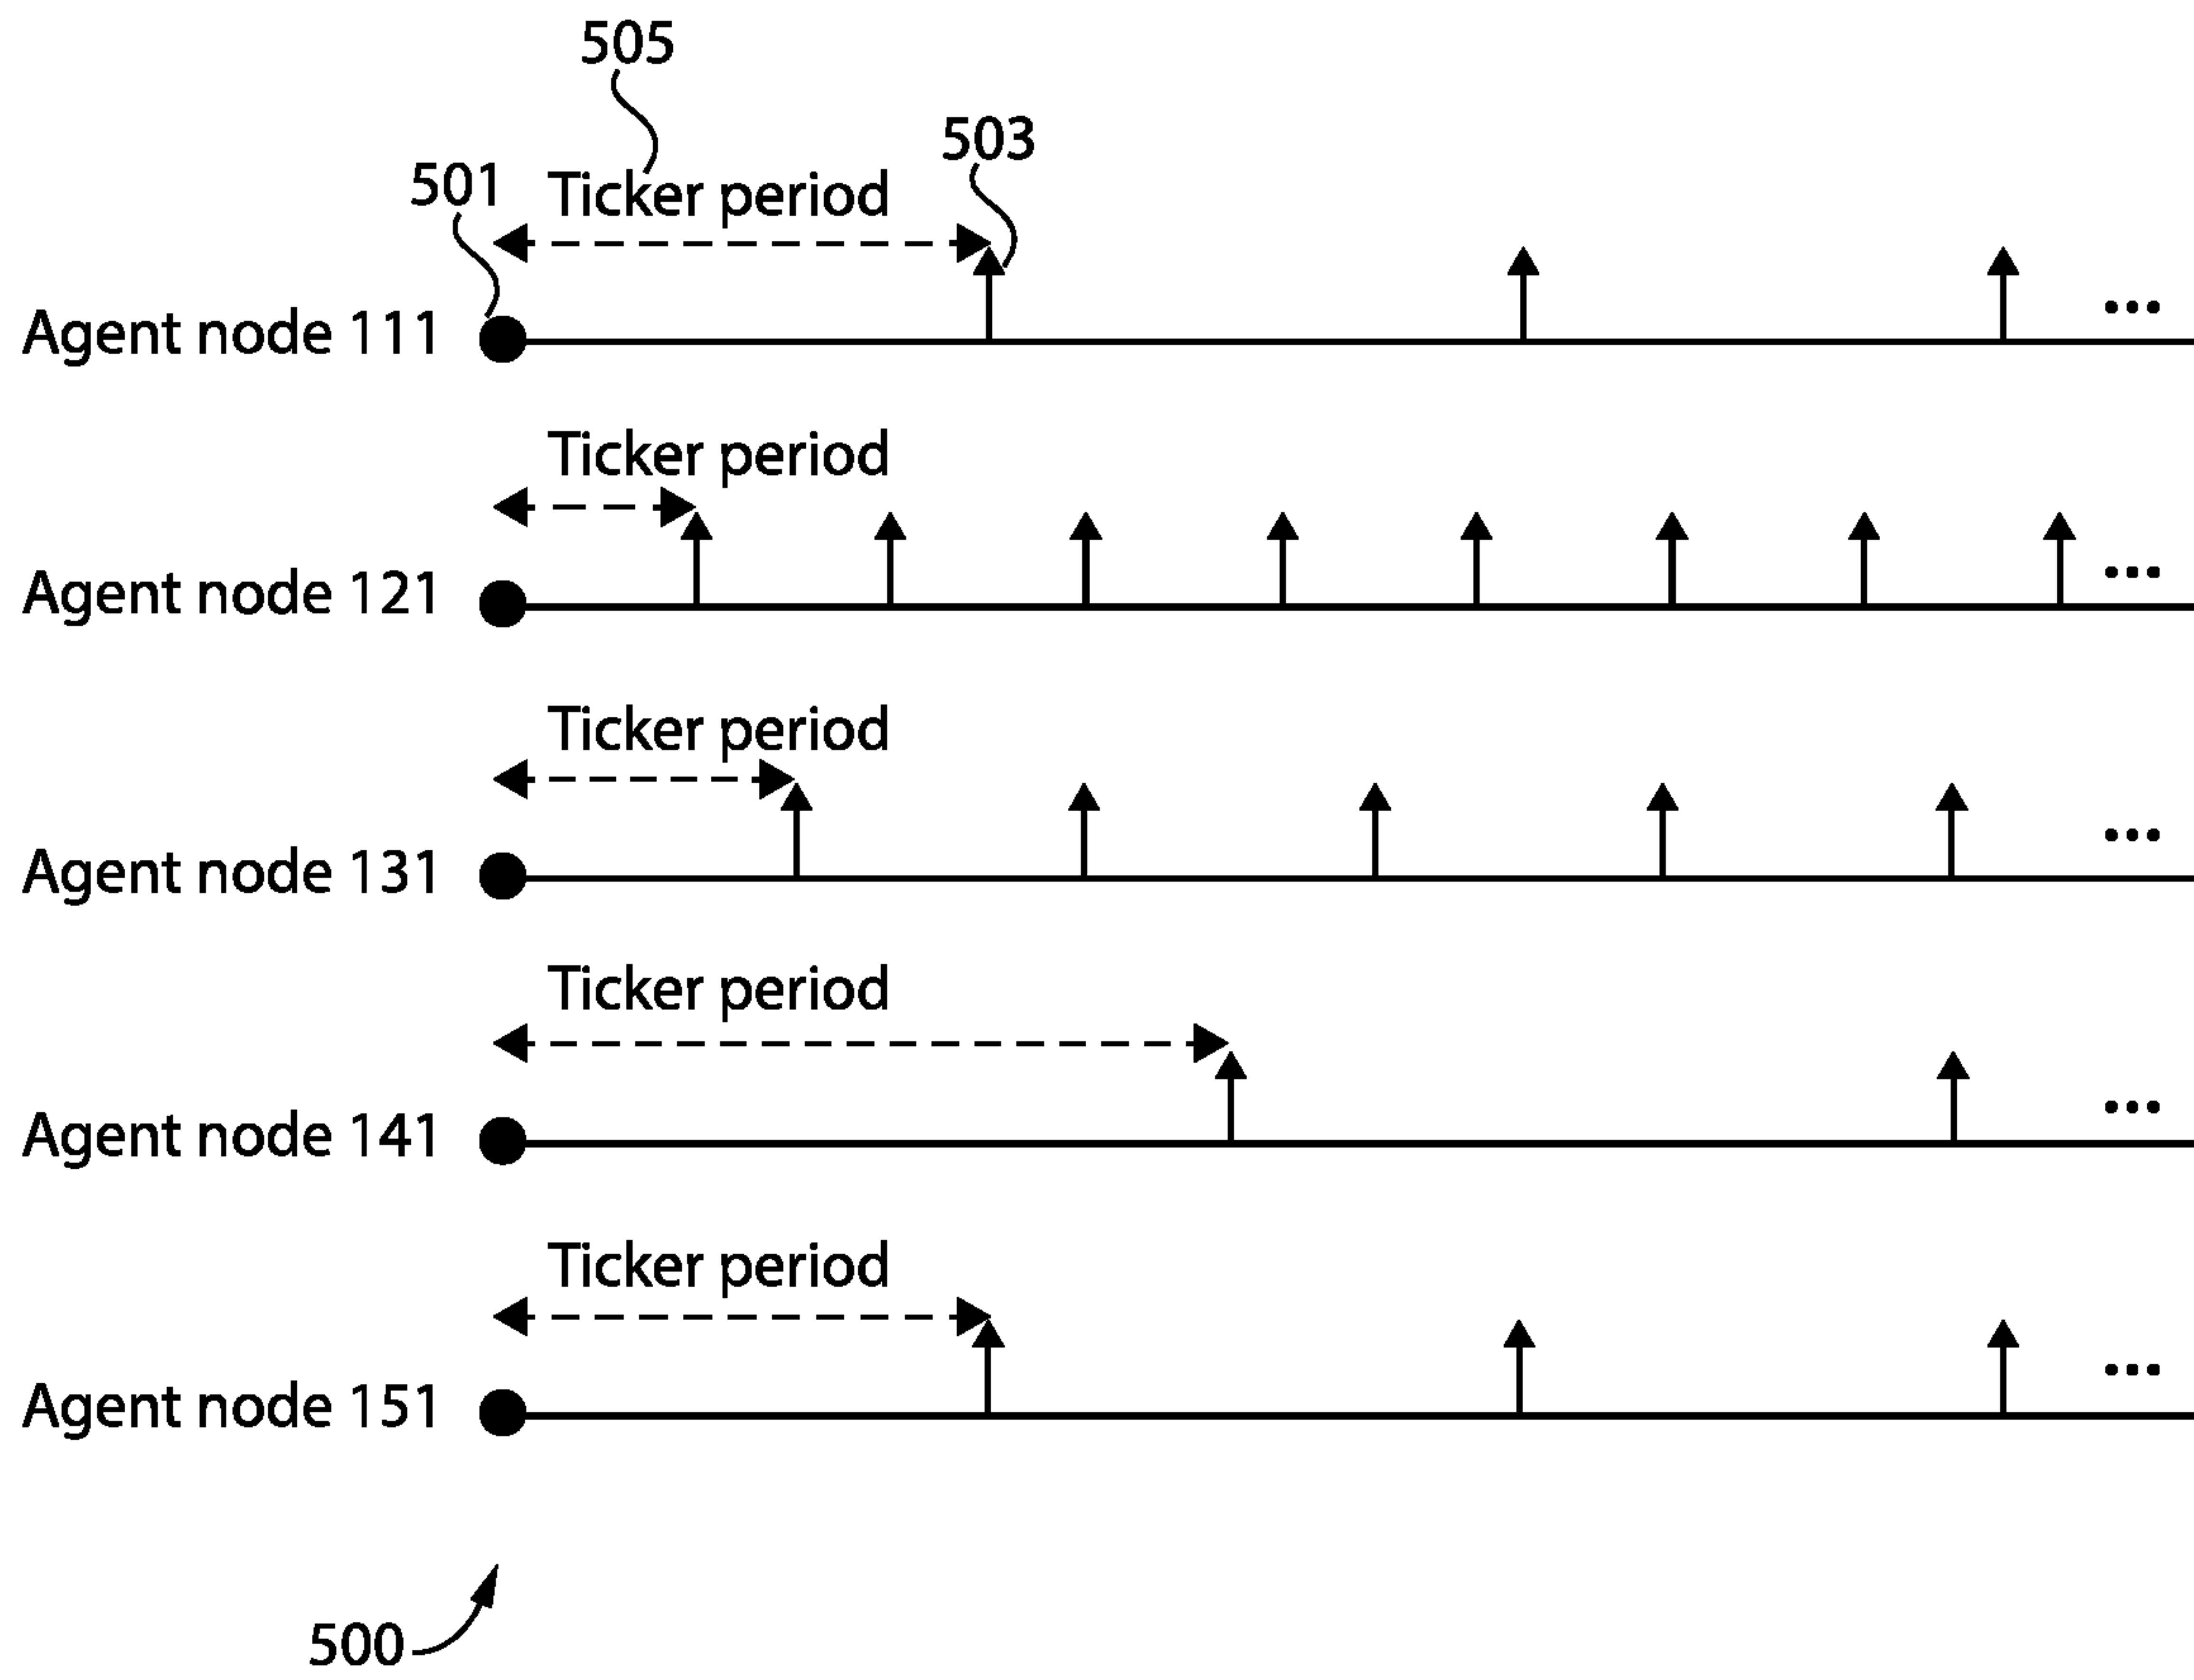 505
503
501
Ticker period
Agent node 111
...
Ticker period
Agent node 121
...
Ticker period
Agent node 131
...
Ticker period
Agent node 141
...
Ticker period
Agent node 151
...
500